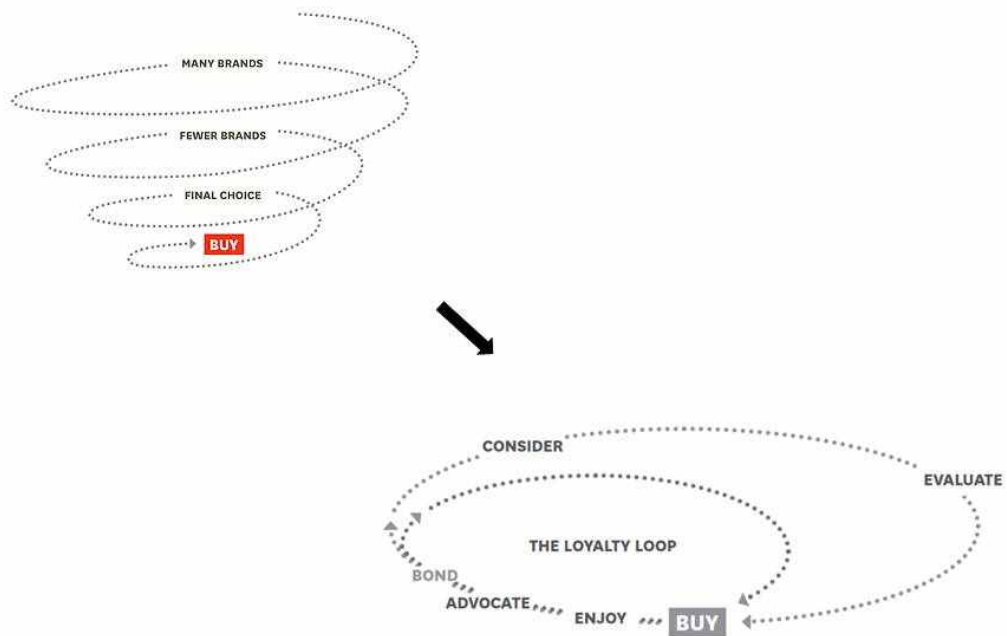 MANY BRANDS
FEWER BRANDS
FINAL CHOICE
BUY
CONSIDER
EVALUATE
THE LOYALTY LOOP
BOND
ADVOCATE
ENJOY
BUY